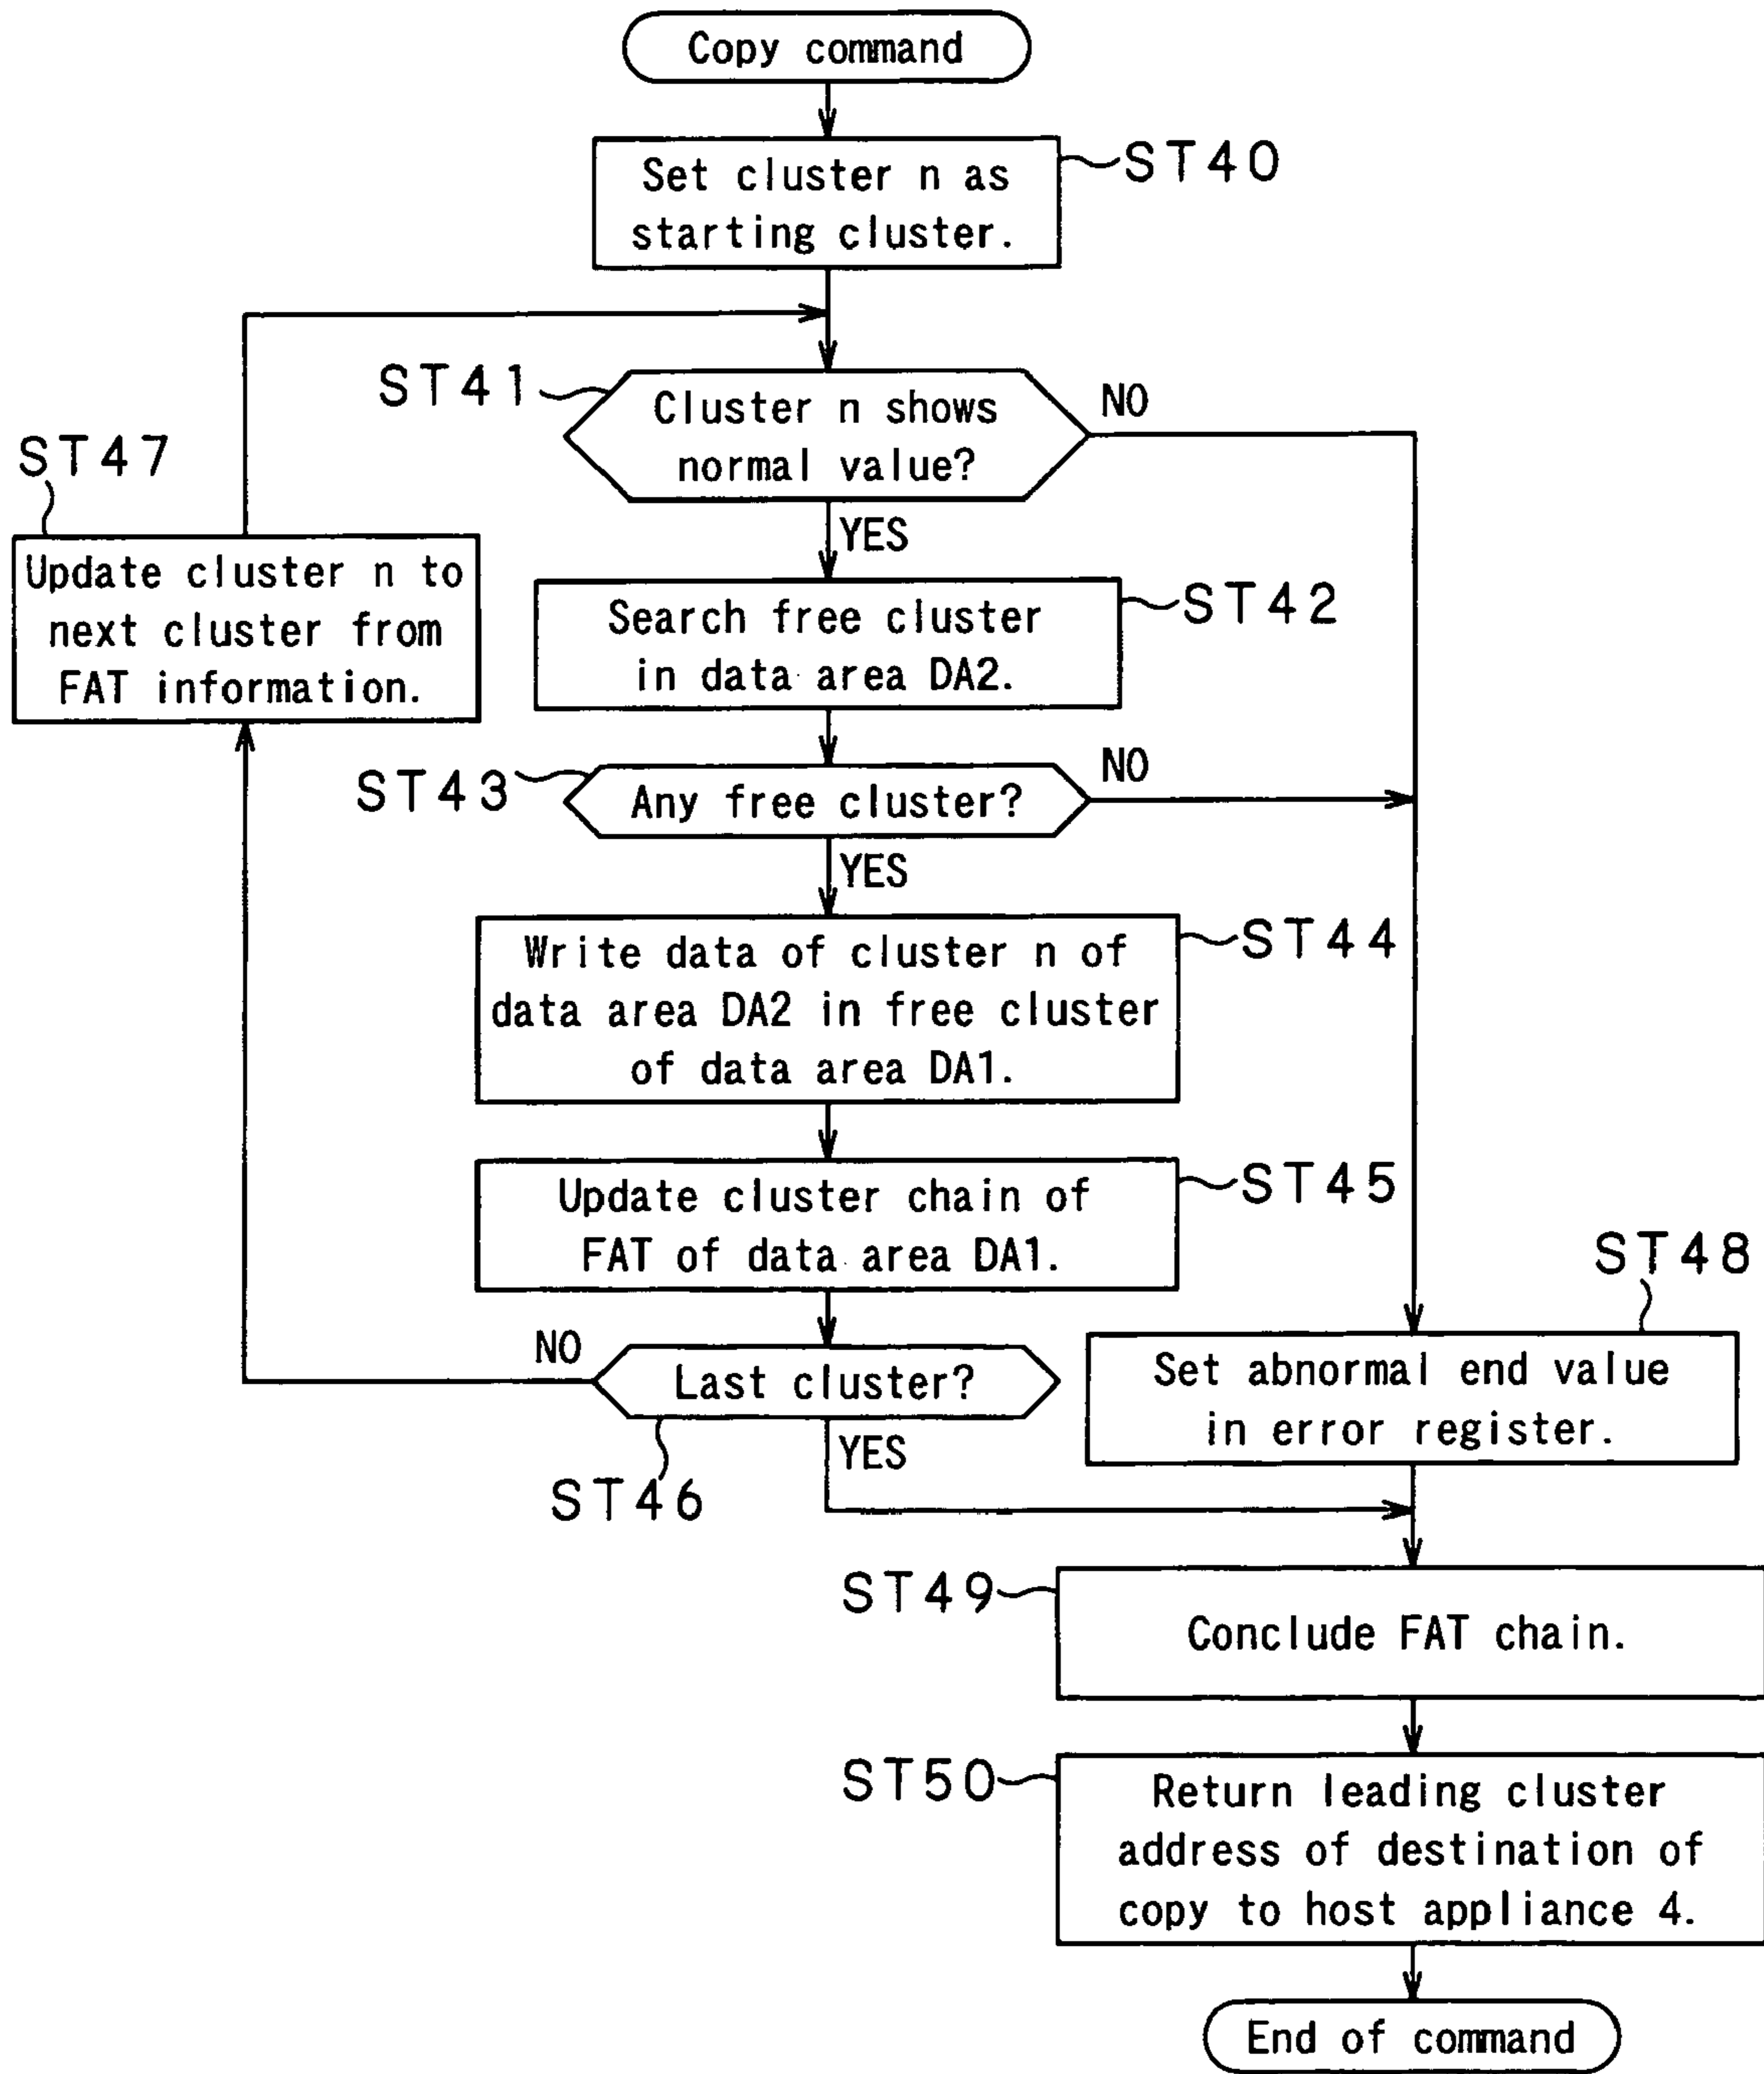 Copy command
Set cluster n as
starting cluster.
ST40
ST41
Cluster n shows
normal value?
NO
ST47
YES
Update cluster n to
next cluster from
FAT information.
Search free cluster
in data area DA2.
ST42
ST43
Any free cluster?
NO
YES
Write data of cluster n of
data area DA2 in free cluster
of data area DA1.
ST44
Update cluster chain of
FAT of data area DA1.
ST45
ST48
NO
Last cluster?
YES
ST46
Set abnormal end value
in error register.
ST49
Conclude FAT chain.
ST50
Return leading cluster
address of destination of
copy to host appliance 4.
End of command